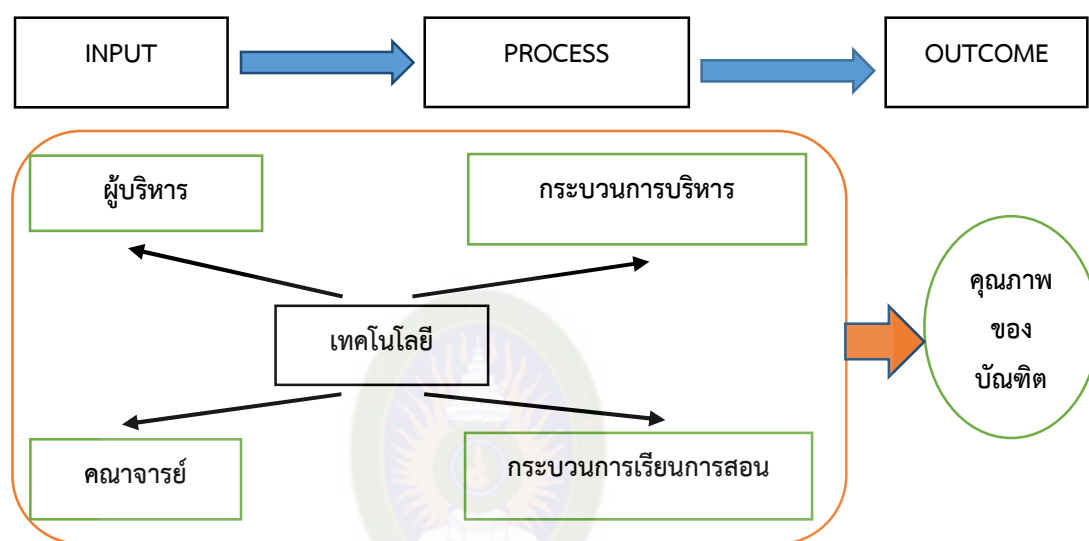 INPUT
PROCESS
OUTCOME
ผู้บริหาร
กระบวนการบริหาร
เทคโนโลยี
คณาจารย์
กระบวนการเรียนการสอน
คุณภาพ
ของ
บัณฑิต